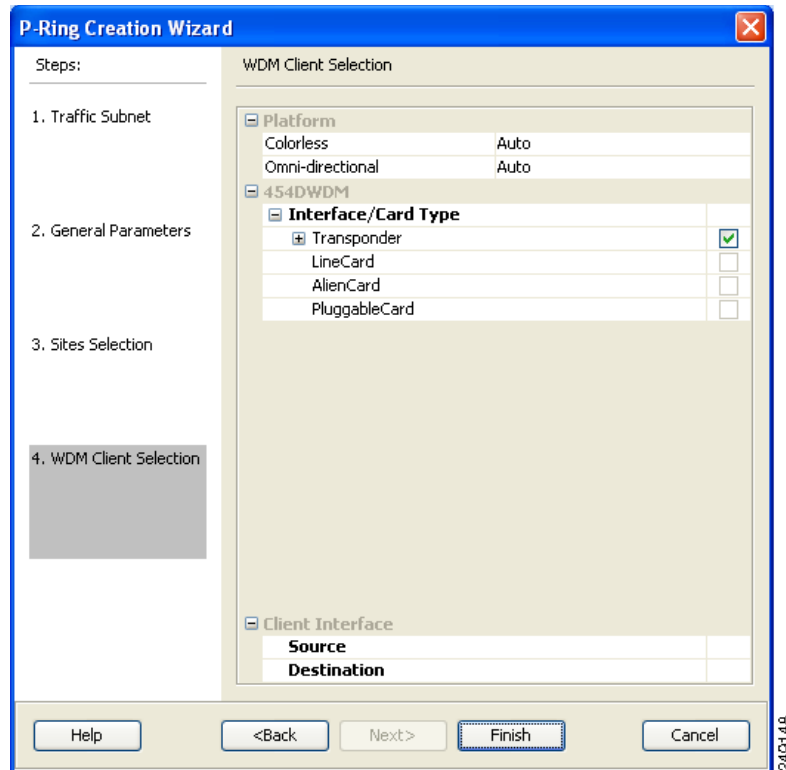 P-Ring Creation Wizard
Steps:
1. Traffic Subnet
2. General Parameters
3. Sites Selection
4. WDM Client Selection
WDM Client Selection
Platform
Colorless Auto
Omni-directional Auto
454DWDM
Interface/Card Type
Transponder
LineCard
AlienCard
PluggableCard
Client Interface
Source
Destination
Help <Back Next> Finish Cancel
249148